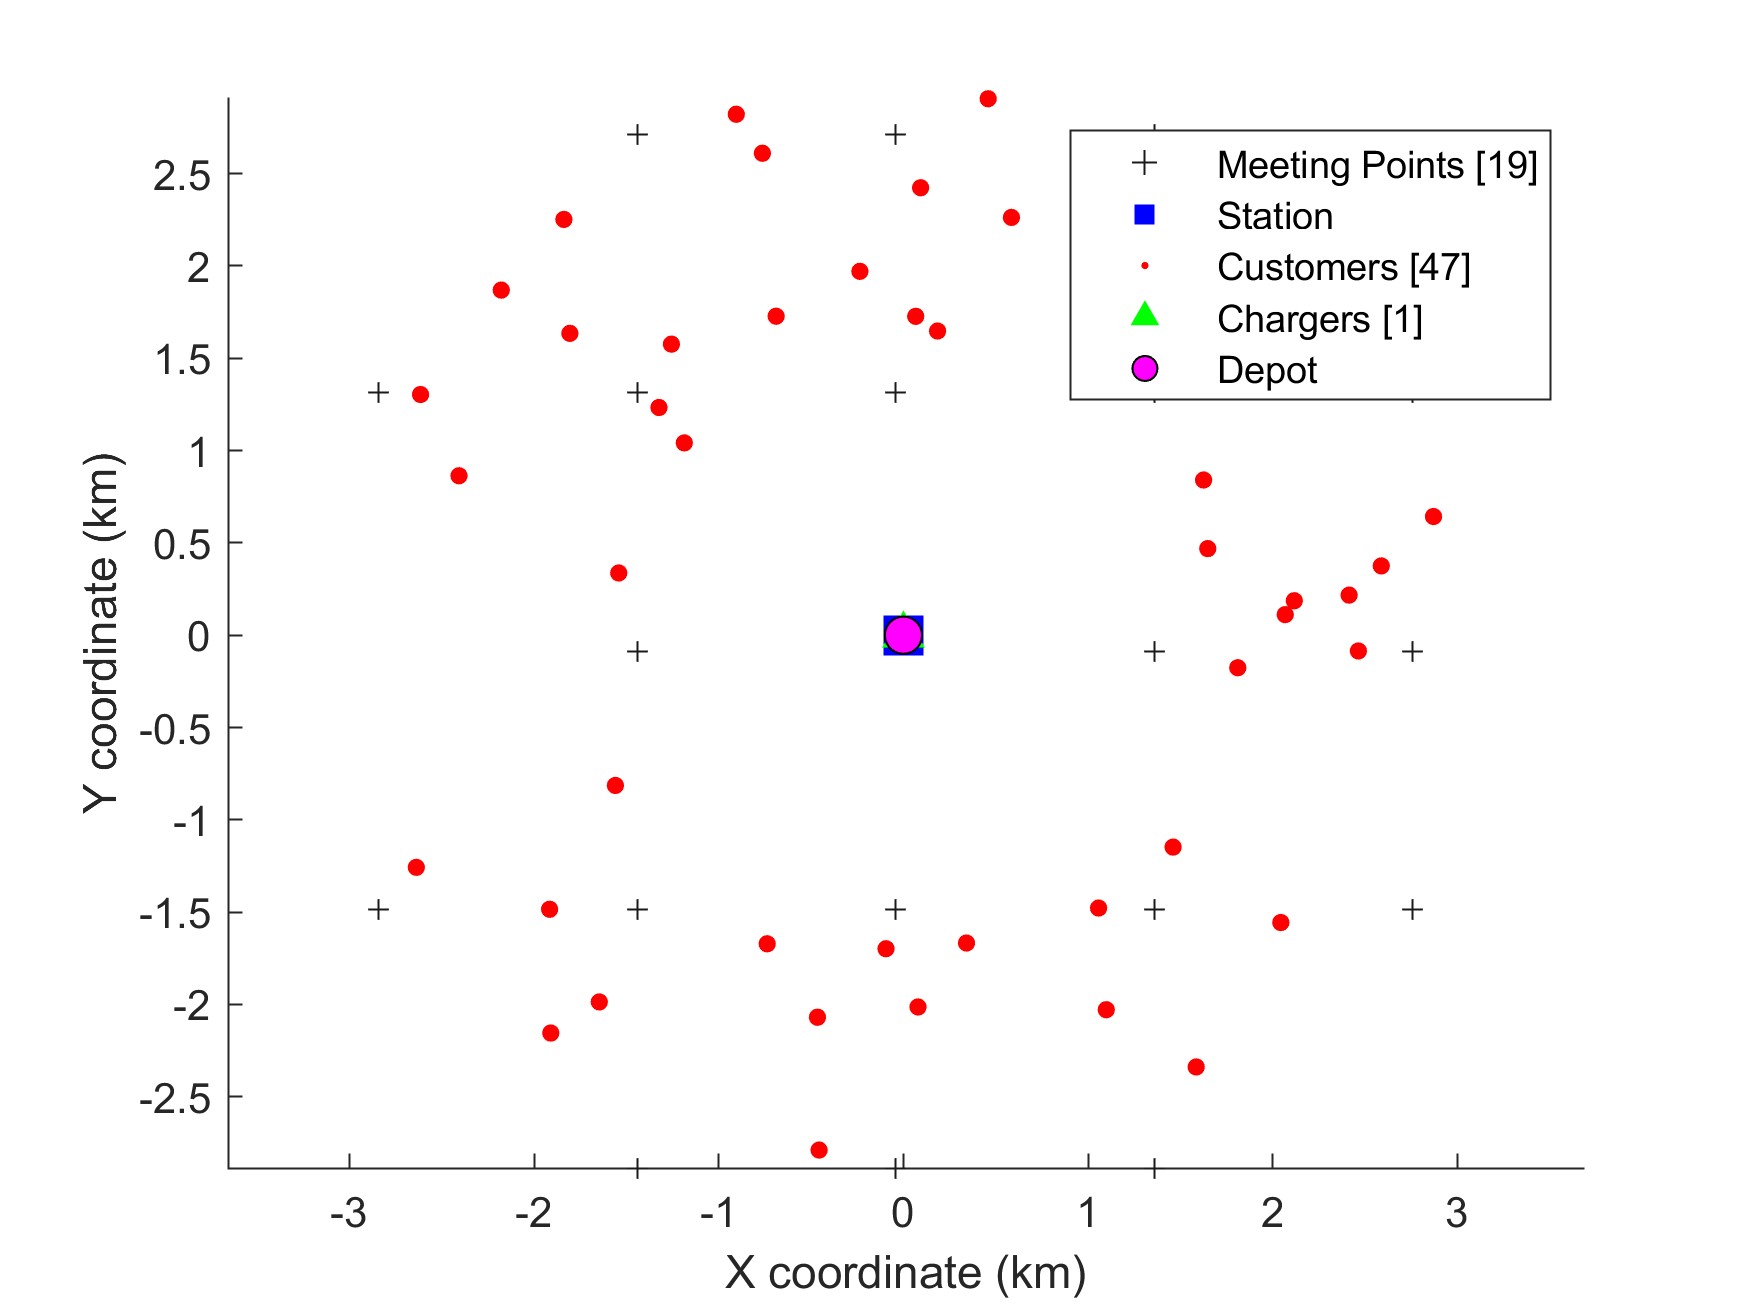 Meeting Points [19]
Station
Customers [47]
Chargers [1]
Depot
2.5
2
1.5
1
0.5
0
-0.5
-1
-1.5
-2
-2.5
Y coordinate (km)
-3 -2 -1 0 1 2 3
X coordinate (km)